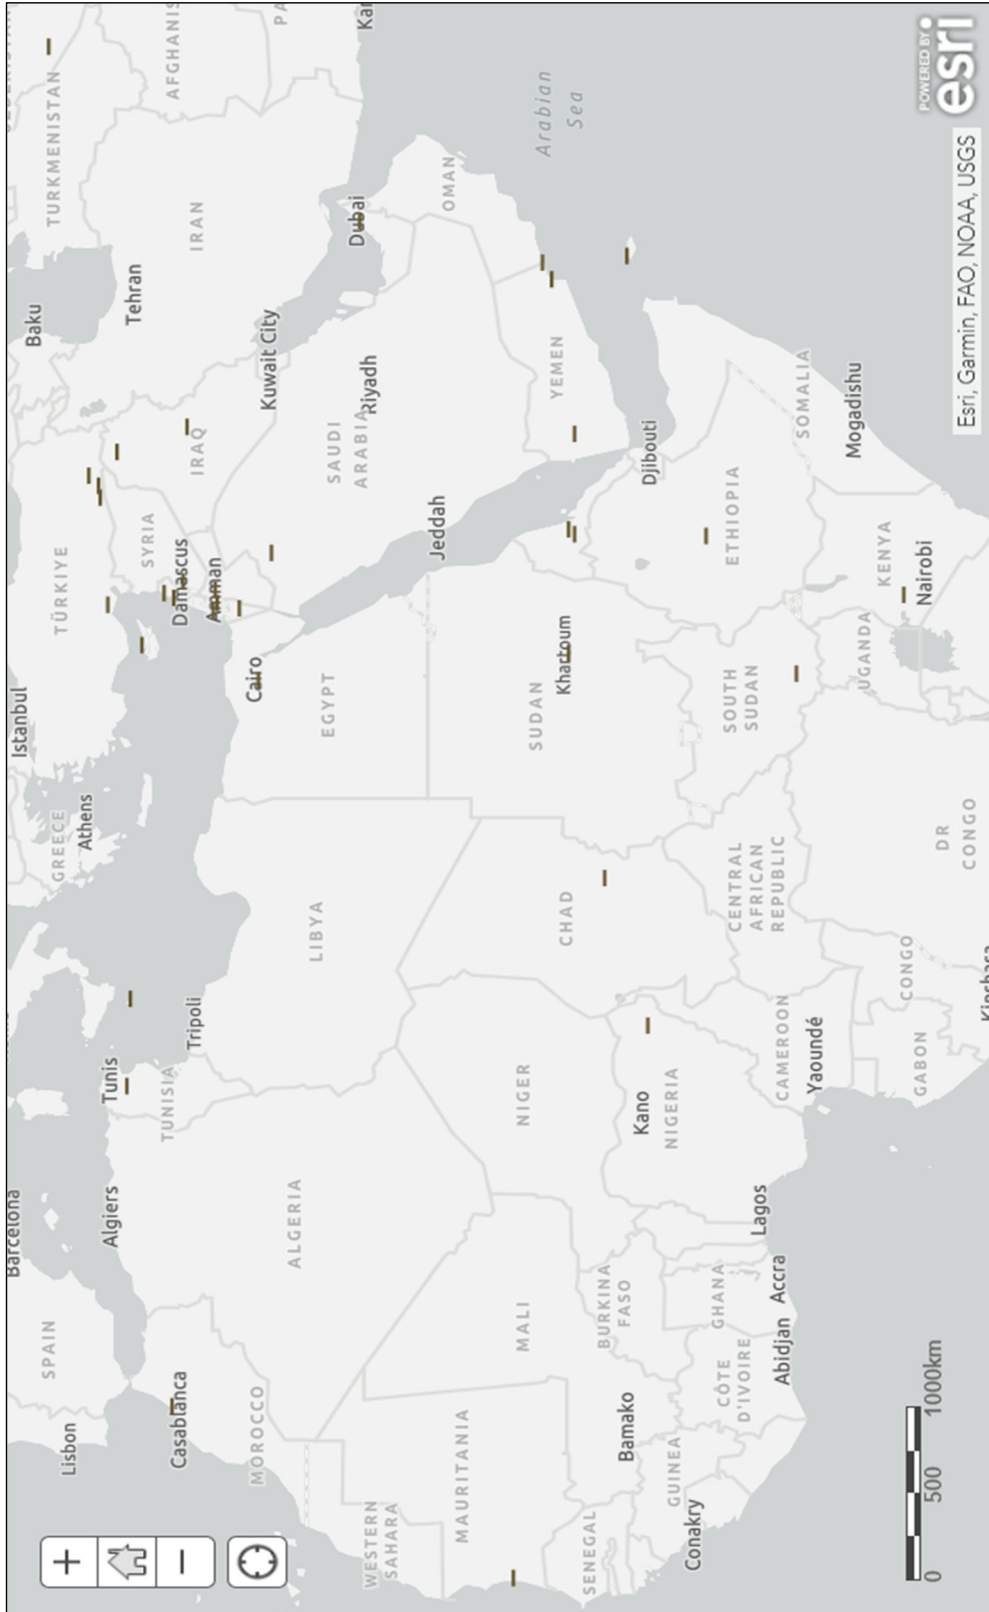 Barcelona
Istanbul
Baku
SPAIN
GREECE
TÜRKIYE
TURKMENISTAN
Lisbon
Athens
+
Algiers
Tunis
Tehran
SYRIA
TUNISIA
AFGHANIS
Casablanca
Damascus
−
Tripoli
IRAQ
IRAN
Amman
MOROCCO
Cairo
Kuwait City
PA
ALGERIA
LIBYA
EGYPT
SAUDI
ARABIA
Dubai
Riyadh
WESTERN
SAHARA
Jeddah
OMAN
MAURITANIA
MALI
NIGER
SUDAN
Arabian
Sea
CHAD
Khartoum
YEMEN
SENEGAL
BURKINA
FASO
Bamako
Kano
Djibouti
GUINEA
NIGERIA
Conakry
GHANA
CÔTE
D'IVOIRE
CENTRAL
AFRICAN
REPUBLIC
SOUTH
SUDAN
ETHIOPIA
Lagos
Accra
Abidjan
CAMEROON
Yaoundé
SOMALIA
Mogadishu
UGANDA
KENYA
Nairobi
GABON
CONGO
DR
CONGO
0 500 1000km
POWERED BY
esri
Esri, Garmin, FAO, NOAA, USGS